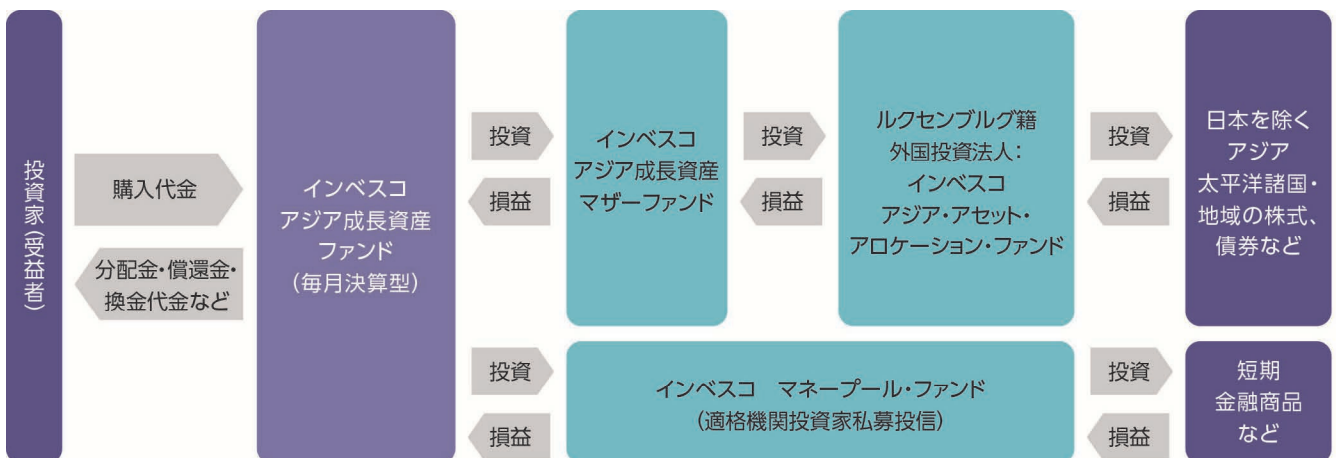 投資家（受益者）
購入代金
分配金・償還金・
換金代金など
インベスコ
アジア成長資産
ファンド
（毎月決算型）
投資
損益
インベスコ
アジア成長資産
マザーファンド
投資
損益
ルクセンブルグ籍
外国投資法人：
インベスコ
アジア・アセット・
アロケーション・ファンド
投資
損益
日本を除く
アジア
太平洋諸国・
地域の株式、
債券など
投資
損益
インベスコ　マネープール・ファンド
（適格機関投資家私募投信）
投資
損益
短期
金融商品
など